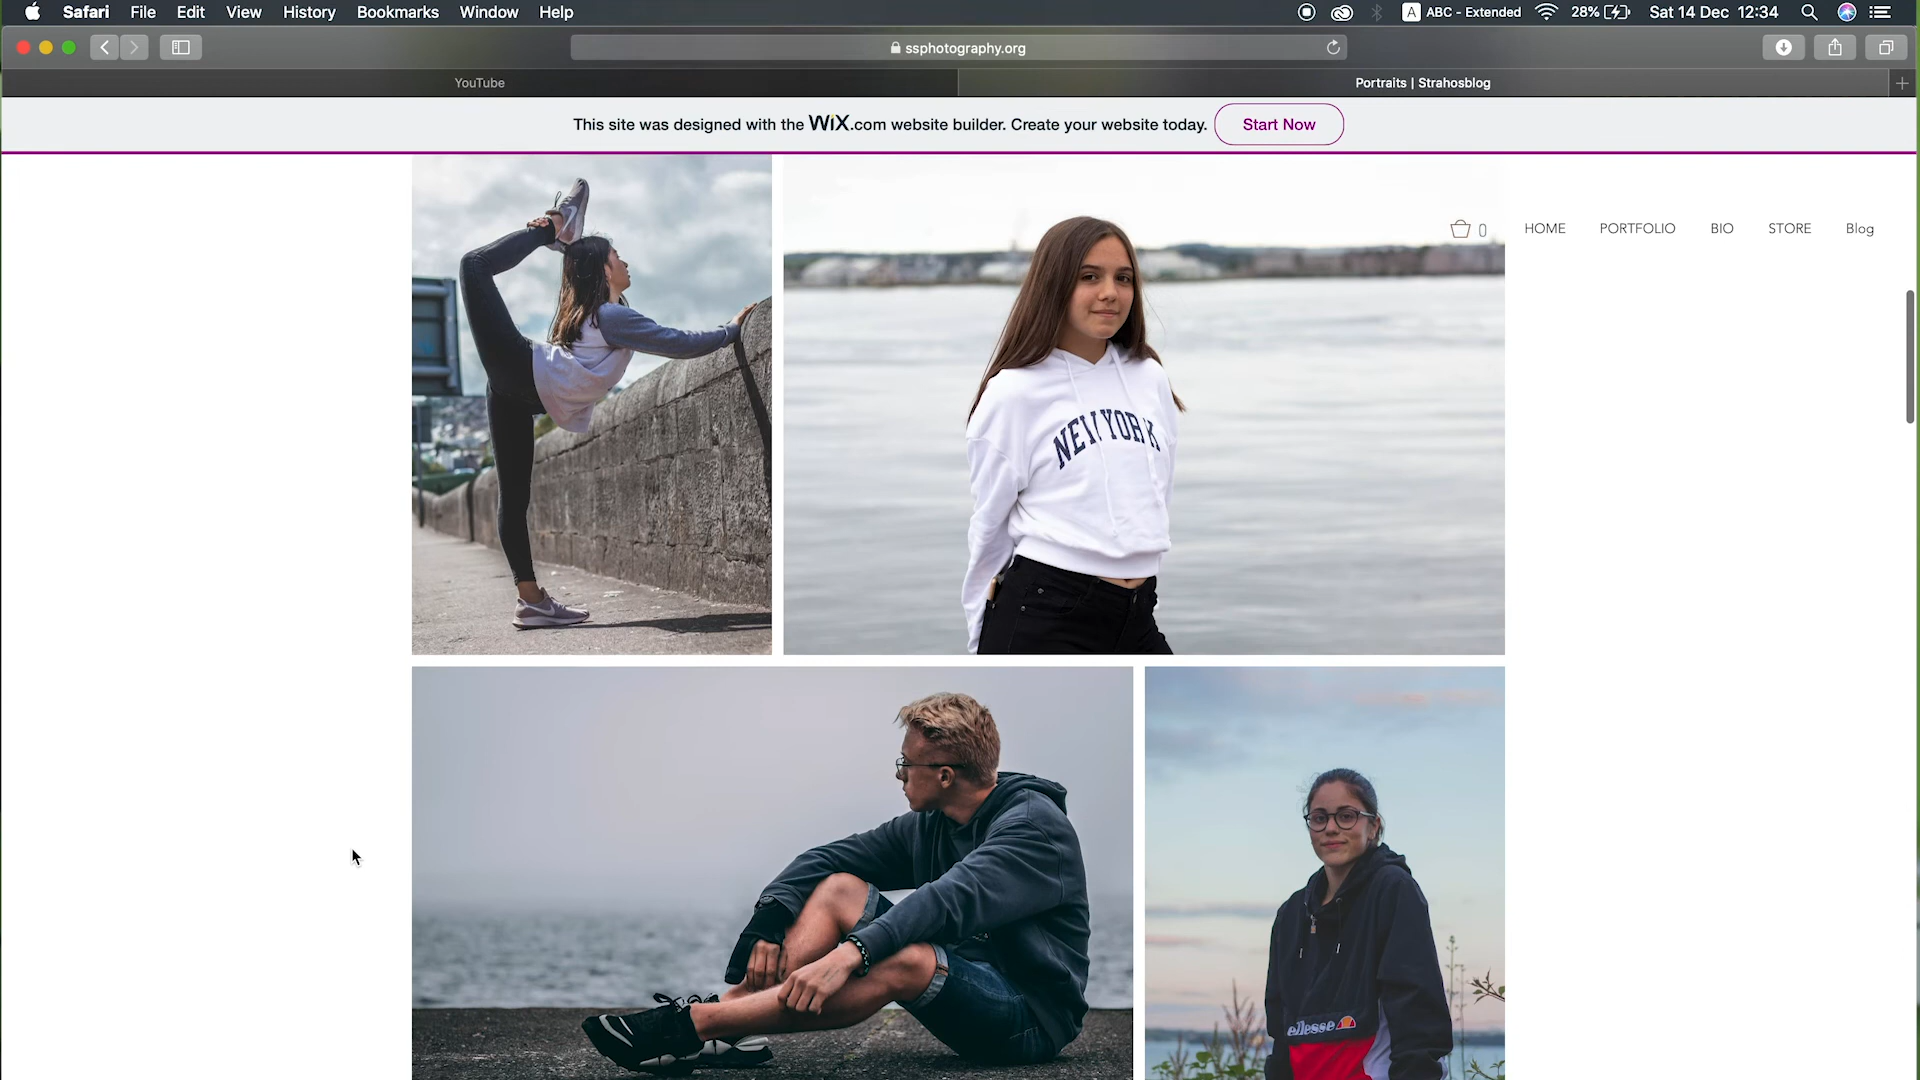 Safari File Edit View History Bookmarks Window Help A ABC - Extended 28% Sat 14 Dec 12:34
ssphotography.org
YouTube
Portraits | Strahosblog
This site was designed with the WiX.com website builder. Create your website today. Start Now
0 HOME PORTFOLIO BIO STORE Blog
NEW YORK
ellesse